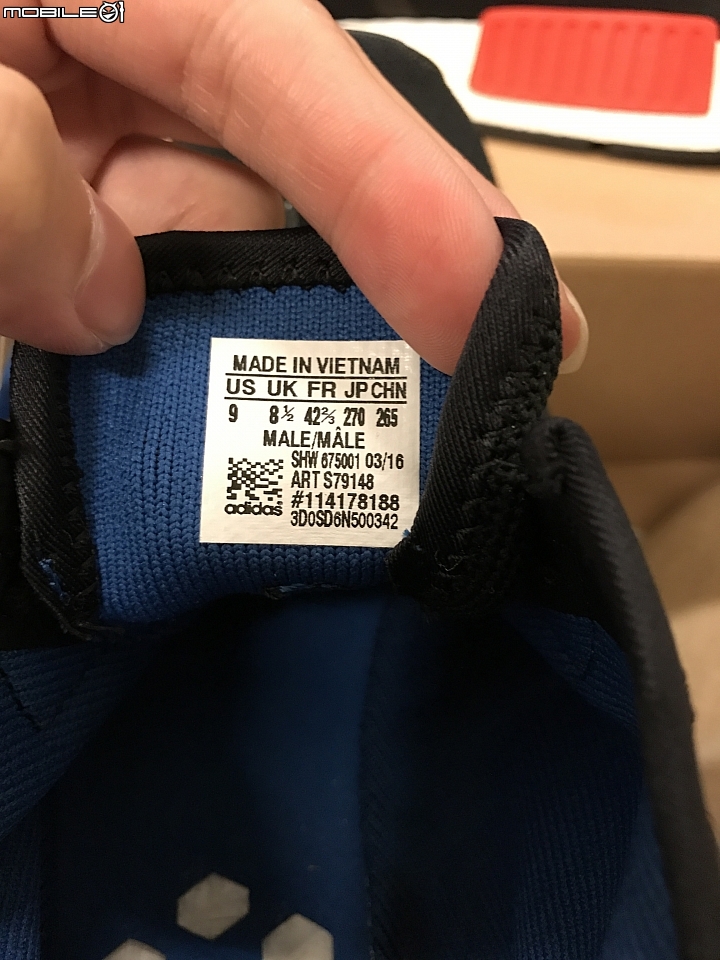 MOBILE01
MADE IN VIETNAM
US UK FR JP CHN
9 8½ 42⅔ 270 265
MALE/MÂLE
SHW 675001 03/16
ART S79148
#114178188
adidas 3D0SD6N500342